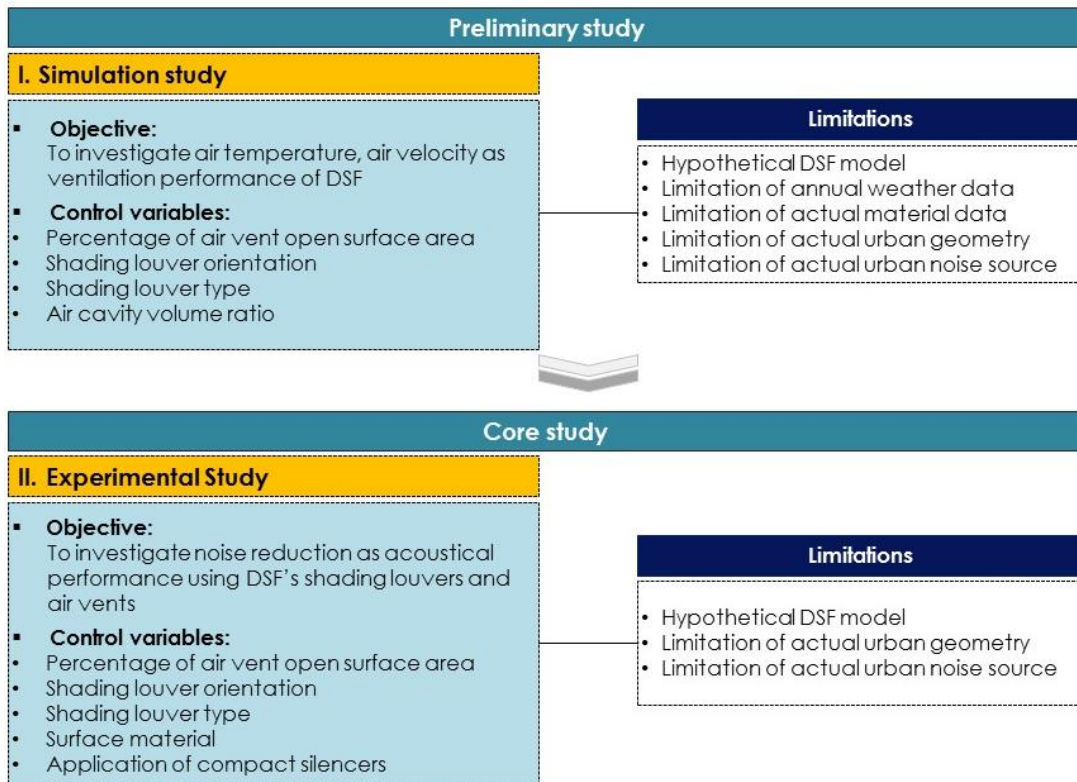 Preliminary study
I. Simulation study
▪ Objective:
To investigate air temperature, air velocity as
ventilation performance of DSF
▪ Control variables:
• Percentage of air vent open surface area
• Shading louver orientation
• Shading louver type
• Air cavity volume ratio
Limitations
• Hypothetical DSF model
• Limitation of annual weather data
• Limitation of actual material data
• Limitation of actual urban geometry
• Limitation of actual urban noise source
Core study
II. Experimental Study
▪ Objective:
To investigate noise reduction as acoustical
performance using DSF's shading louvers and
air vents
▪ Control variables:
• Percentage of air vent open surface area
• Shading louver orientation
• Shading louver type
• Surface material
• Application of compact silencers
Limitations
• Hypothetical DSF model
• Limitation of actual urban geometry
• Limitation of actual urban noise source